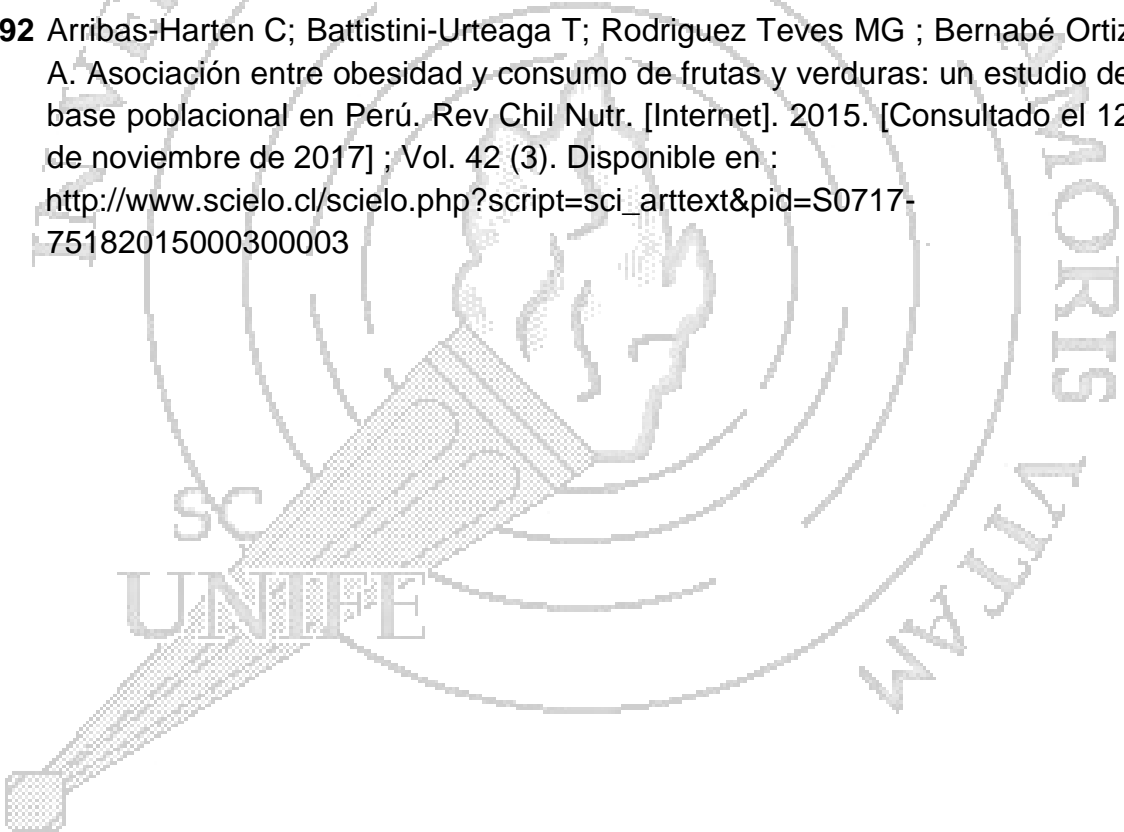 92 Arribas-Harten C; Battistini-Urteaga T; Rodriguez Teves MG ; Bernabé Ortiz
A. Asociación entre obesidad y consumo de frutas y verduras: un estudio de
base poblacional en Perú. Rev Chil Nutr. [Internet]. 2015. [Consultado el 12
de noviembre de 2017] ; Vol. 42 (3). Disponible en :
http://www.scielo.cl/scielo.php?script=sci_arttext&pid=S0717-
75182015000300003
SC
UNIFE
MORIS
VITAM